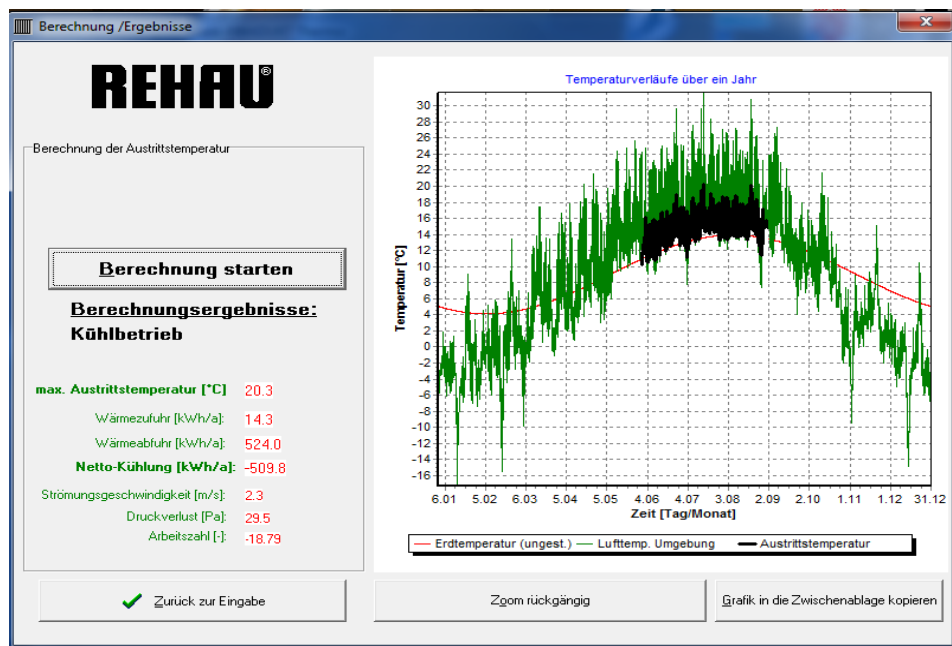 Berechnung /Ergebnisse
REHAU®
Berechnung der Austrittstemperatur
Berechnung starten
Berechnungsergebnisse:
Kühlbetrieb
max. Austrittstemperatur [°C] 20.3
Wärmezufuhr [kWh/a]: 14.3
Wärmeabfuhr [kWh/a]: 524.0
Netto-Kühlung [kWh/a]: -509.8
Strömungsgeschwindigkeit [m/s]: 2.3
Druckverlust [Pa]: 29.5
Arbeitszahl [-]: -18.79
Temperaturverläufe über ein Jahr
Temperatur [°C]
30
28
26
24
22
20
18
16
14
12
10
8
6
4
2
0
-2
-4
-6
-8
-10
-12
-14
-16
6.01 5.02 6.03 5.04 5.05 4.06 4.07 3.08 2.09 2.10 1.11 1.12 31.12
Zeit [Tag/Monat]
Erdtemperatur (ungest.) Lufttemp. Umgebung Austrittstemperatur
Zurück zur Eingabe
Zoom rückgängig
Grafik in die Zwischenablage kopieren